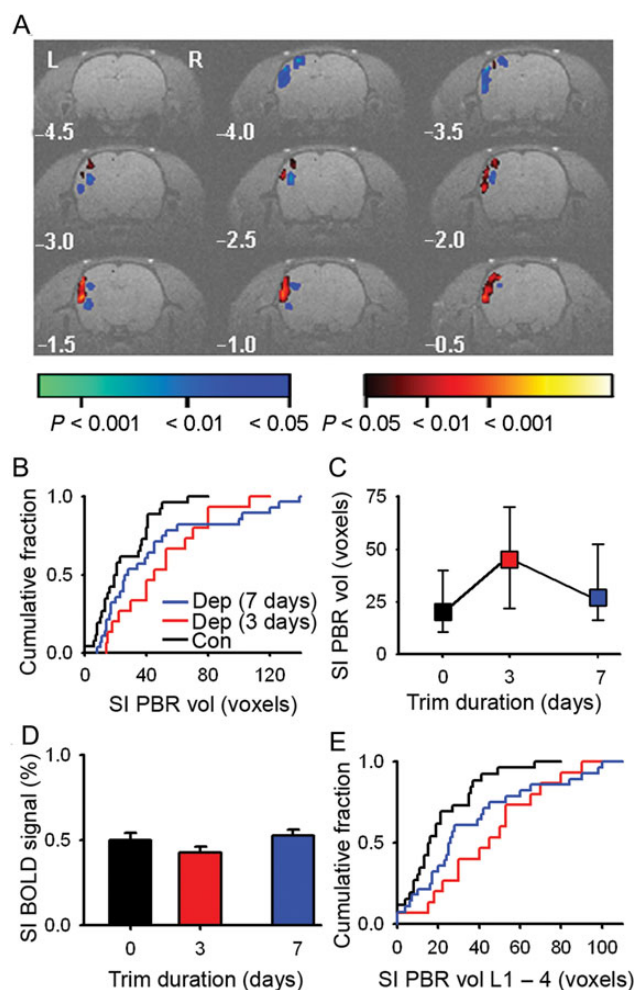 A
L R
−4.5 −4.0 −3.5
−3.0 −2.5 −2.0
−1.5 −1.0 −0.5
P < 0.001 < 0.01 < 0.05
P < 0.05 < 0.01 < 0.001
B
Cumulative fraction
1.0
0.5
0.0
Dep (7 days)
Dep (3 days)
Con
0 40 80 120
SI PBR vol (voxels)
C
SI PBR vol (voxels)
75
50
25
0
0 3 7
Trim duration (days)
D
SI BOLD signal (%)
1.0
0.5
0.0
0 3 7
Trim duration (days)
E
Cumulative fraction
1.0
0.5
0.0
0 20 40 60 80 100
SI PBR vol L1 – 4 (voxels)